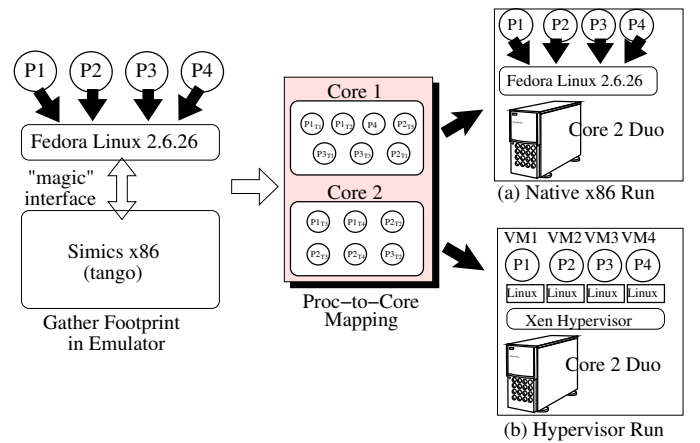 P1 P2 P3 P4
Fedora Linux 2.6.26
"magic"
interface
Simics x86
(tango)
Gather Footprint
in Emulator
Core 1
P1T1 P1T2 P4 P2T3
P3T1 P3T3 P2T1
Core 2
P1T3 P1T4 P2T2
P2T3 P2T4 P3T2
Proc-to-Core
Mapping
P1 P2 P3 P4
Fedora Linux 2.6.26
Core 2 Duo
(a) Native x86 Run
VM1 VM2 VM3 VM4
P1 P2 P3 P4
Linux Linux Linux Linux
Xen Hypervisor
Core 2 Duo
(b) Hypervisor Run